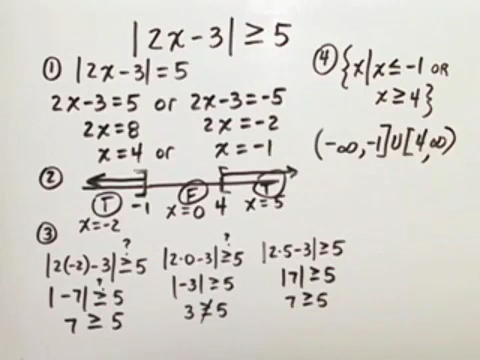 |2x-3| ≥ 5
① |2x-3| = 5
2x-3=5 or 2x-3=-5
2x=8 2x=-2
x=4 or x=-1
②
T -1 F 4 T
x=-2 x=0 x=5
③
|2(-2)-3| ≥? 5 |2·0-3| ≥? 5 |2·5-3| ≥ 5
|-7| ≥? 5 |-3| ≥ 5 |7| ≥ 5
7 ≥ 5 3 ≱ 5 7 ≥ 5
④ {x|x≤-1 OR
x≥4}
(-∞,-1]U[4,∞)